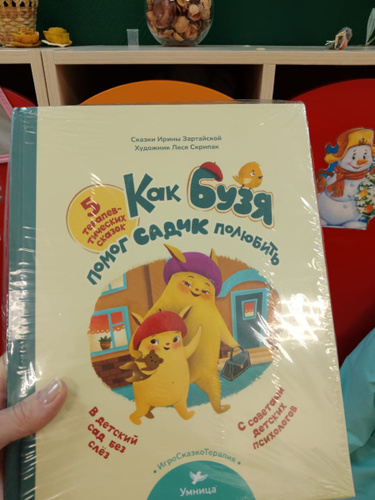 Сказки Ирины Зартайской
Художник Леся Скрипак
5
терапев-
тических
сказок
Как Бузя
помог садик полюбить
В детский
сад без
слёз
С советами
детских
психологов
•ИгроСказкоТерапия•
Умница